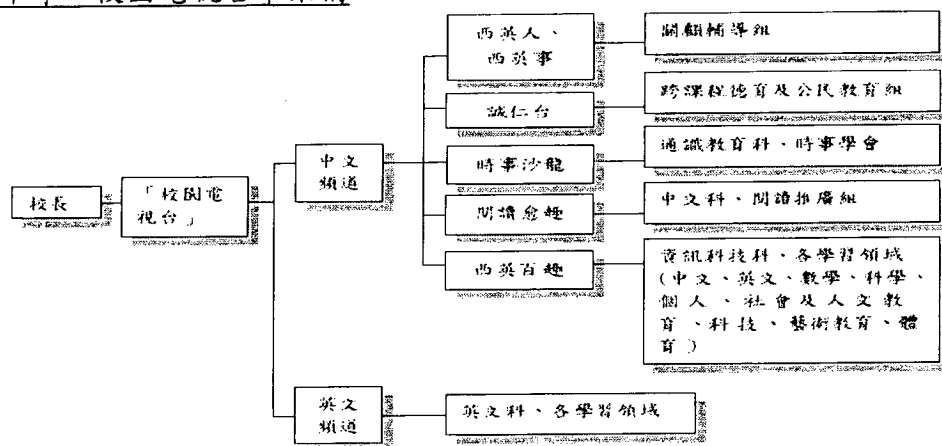 校長
「校園電
視台」
中文
頻道
西英人、
西英事
關顧輔導組
誠仁台
跨課程德育及公民教育組
時事沙龍
通識教育科、時事學會
閱讀愈趣
中文科、閱讀推廣組
西英百趣
資訊科技科、各學習領域
(中文、英文、數學、科學、
個人、社會及人文教
育、科技、藝術教育、體
育)
英文
頻道
英文科、各學習領域